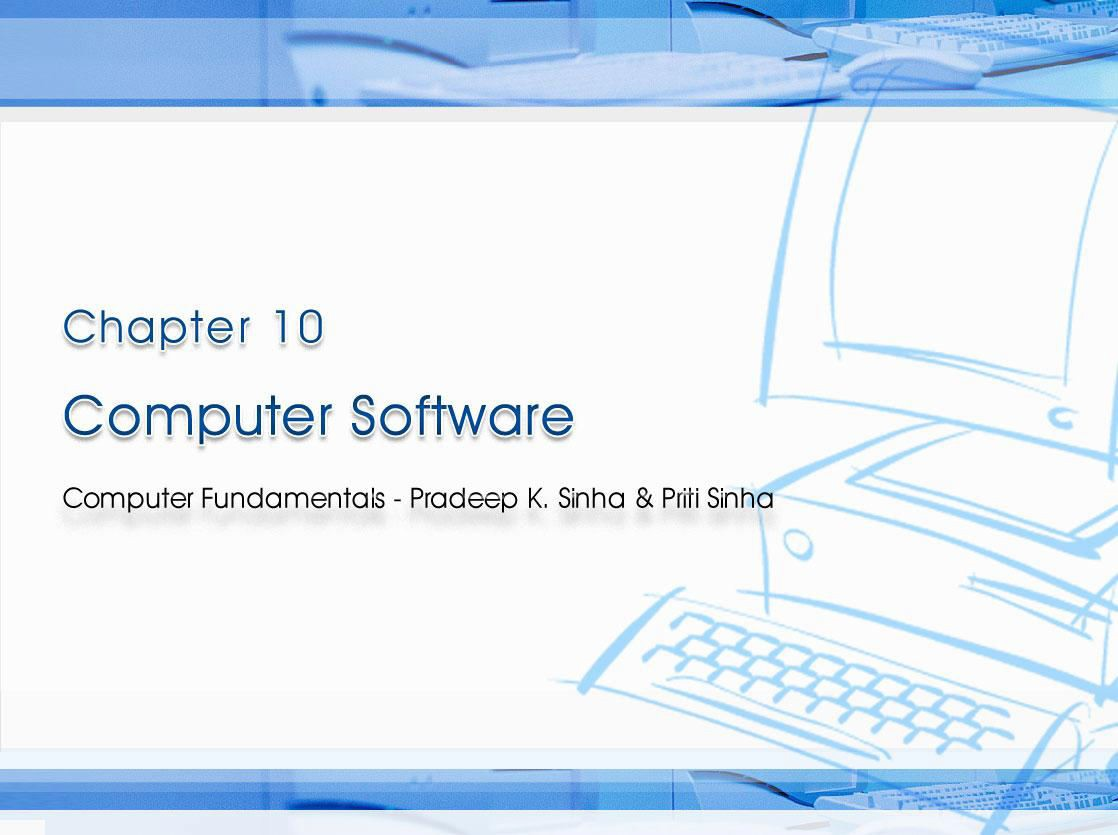 Chapter 10
Computer Software
Computer Fundamentals - Pradeep K. Sinha & Priti Sinha